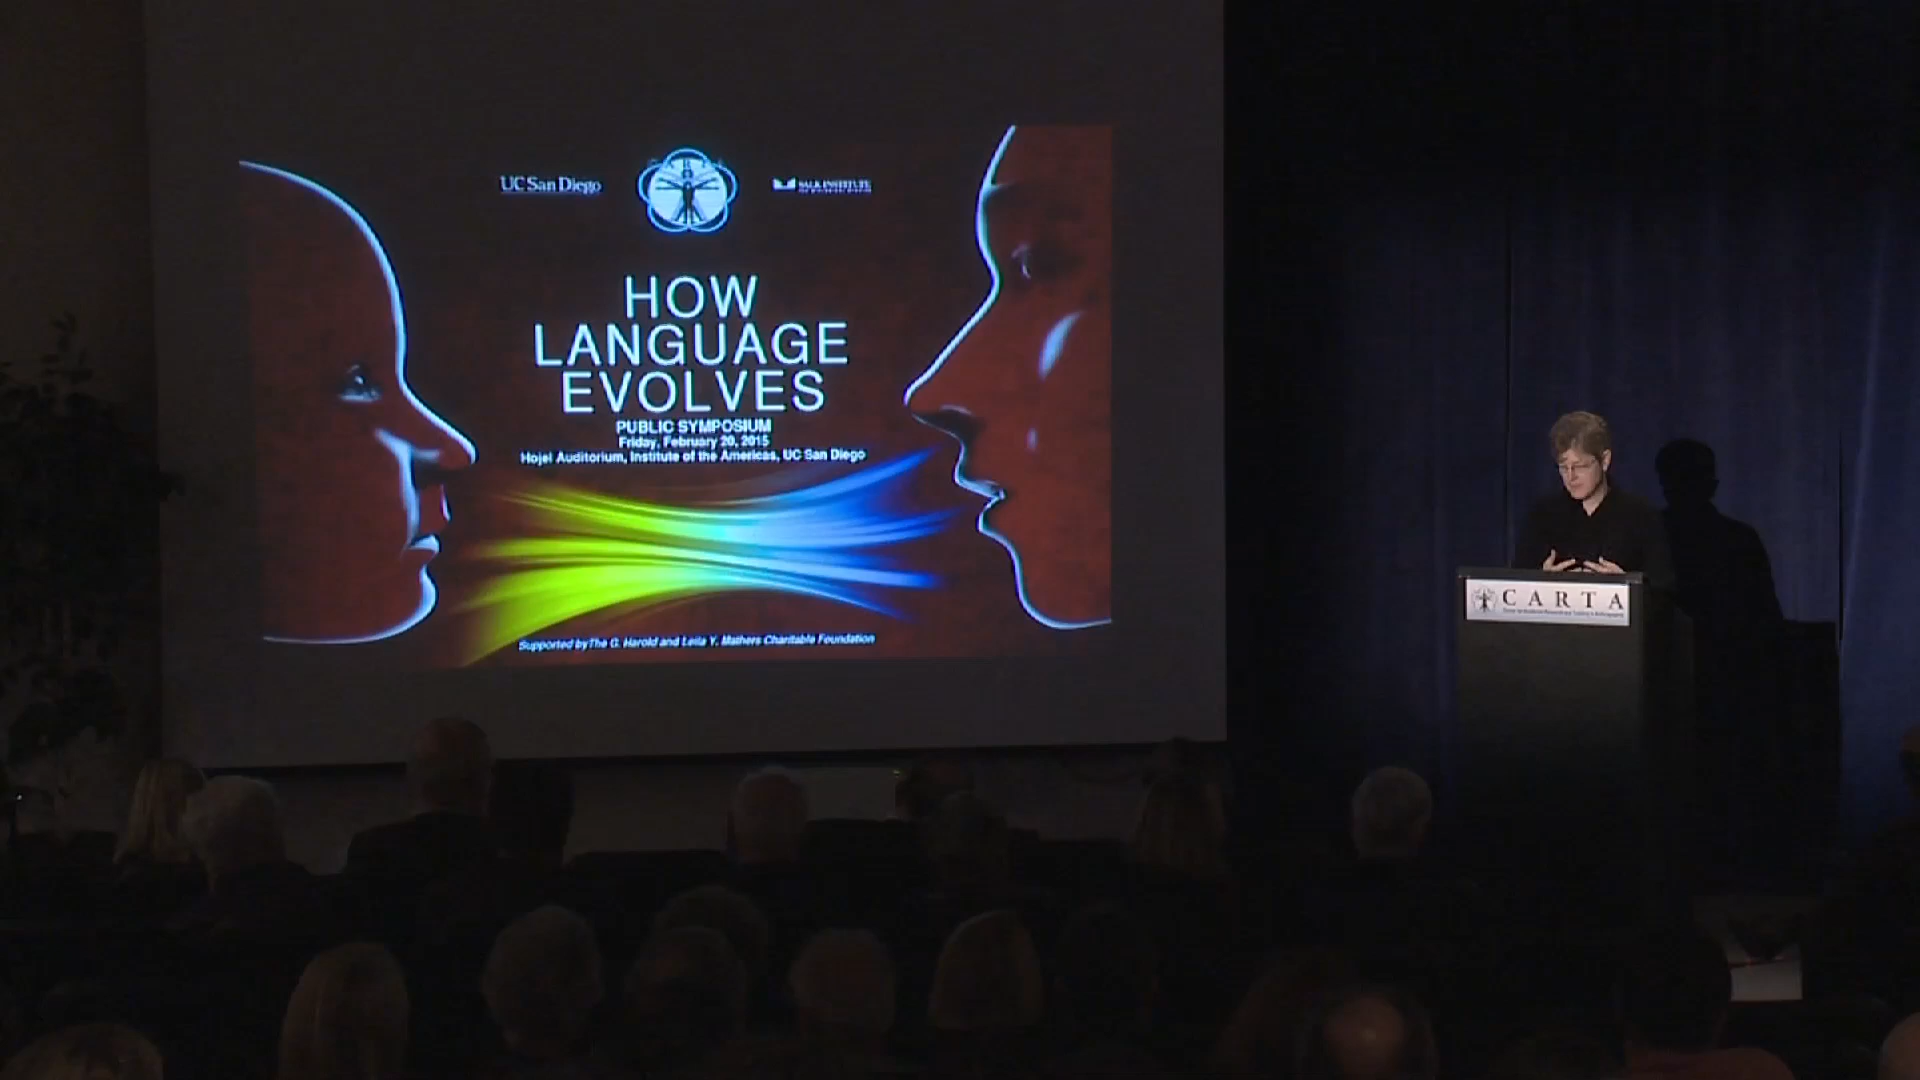 UC San Diego
SALK INSTITUTE
HOW
LANGUAGE
EVOLVES
PUBLIC SYMPOSIUM
Friday, February 20, 2015
Hojel Auditorium, Institute of the Americas, UC San Diego
Supported by The G. Harold and Leila Y. Mathers Charitable Foundation
CARTA